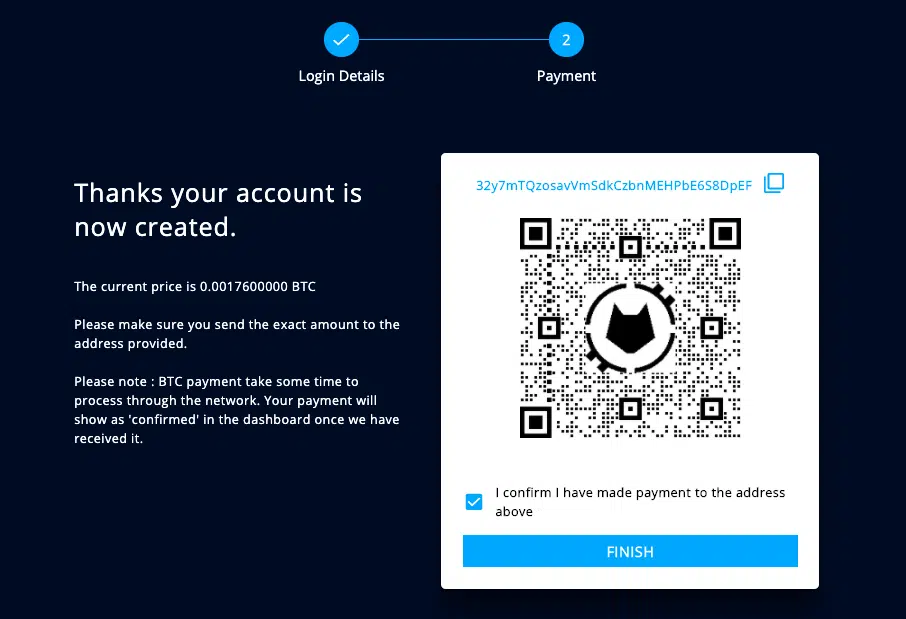 2
Login Details
Payment
Thanks your account is
now created.
The current price is 0.0017600000 BTC
Please make sure you send the exact amount to the
address provided.
Please note : BTC payment take some time to
process through the network. Your payment will
show as 'confirmed' in the dashboard once we have
received it.
32y7mTQzosavVmSdkCzbnMEHPbE6S8DpEF
I confirm I have made payment to the address
above
FINISH